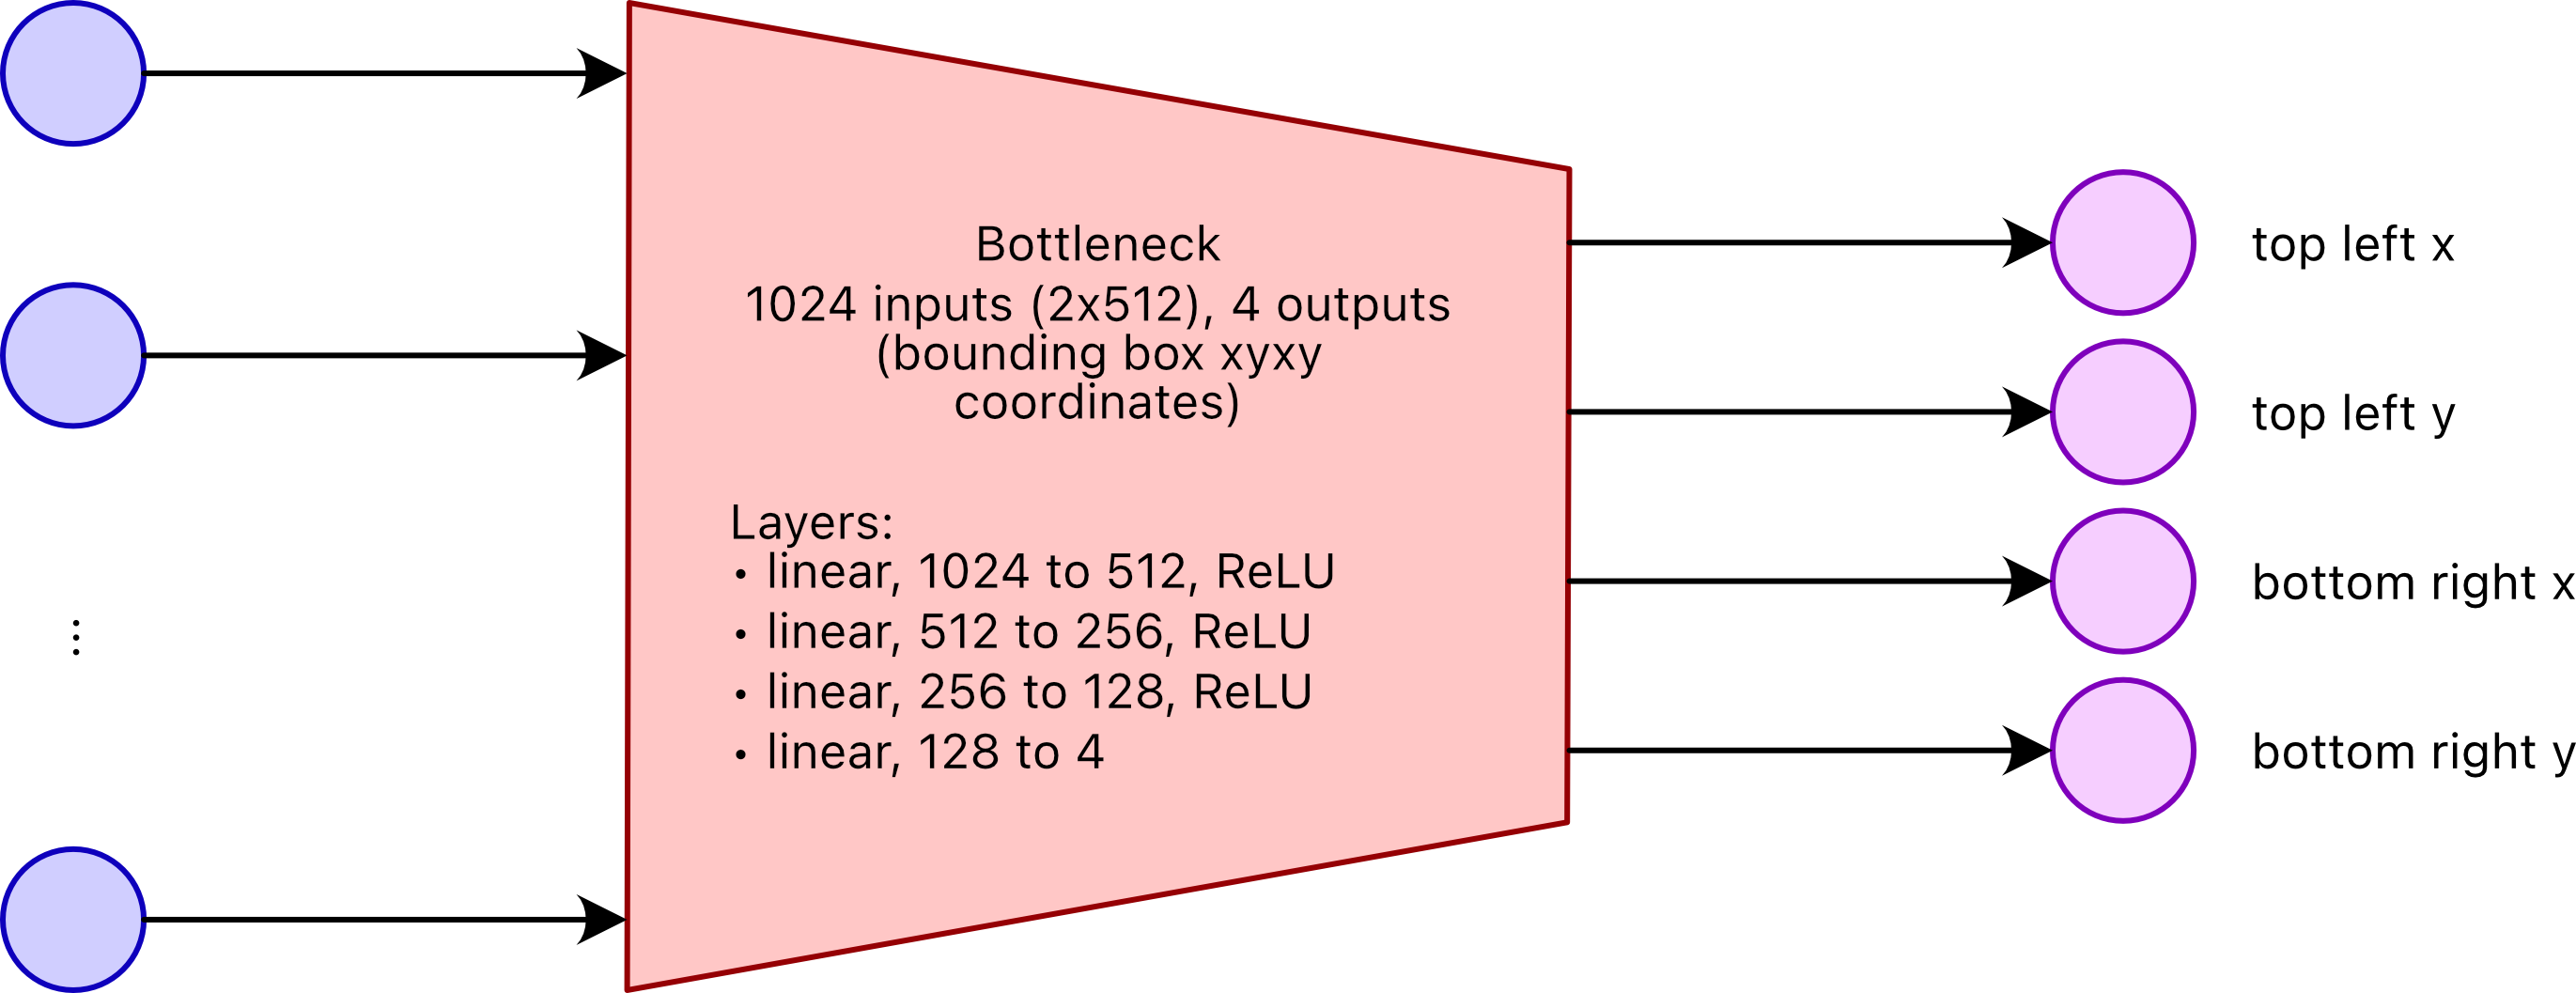 Bottleneck
1024 inputs (2x512), 4 outputs
(bounding box xyxy
coordinates)
Layers:
• linear, 1024 to 512, ReLU
• linear, 512 to 256, ReLU
• linear, 256 to 128, ReLU
• linear, 128 to 4
top left x
top left y
bottom right x
bottom right y
⋮